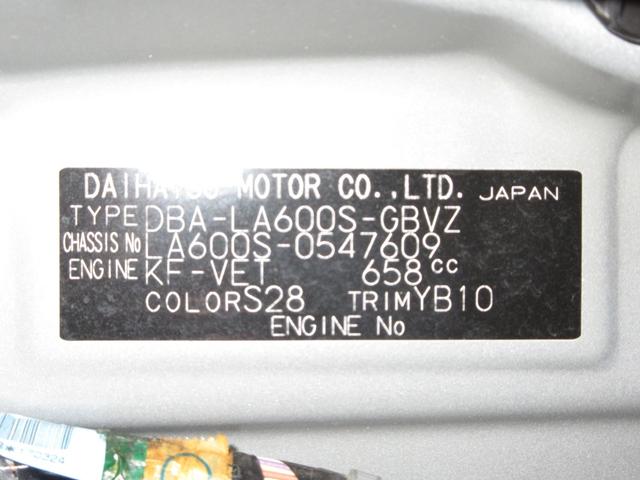 DAIHATSU MOTOR CO.,LTD. JAPAN
TYPE DBA-LA600S-GBVZ
CHASSIS No LA600S-0547609
ENGINE KF-VET 658cc
COLOR S28 TRIM YB10
ENGINE No
170324